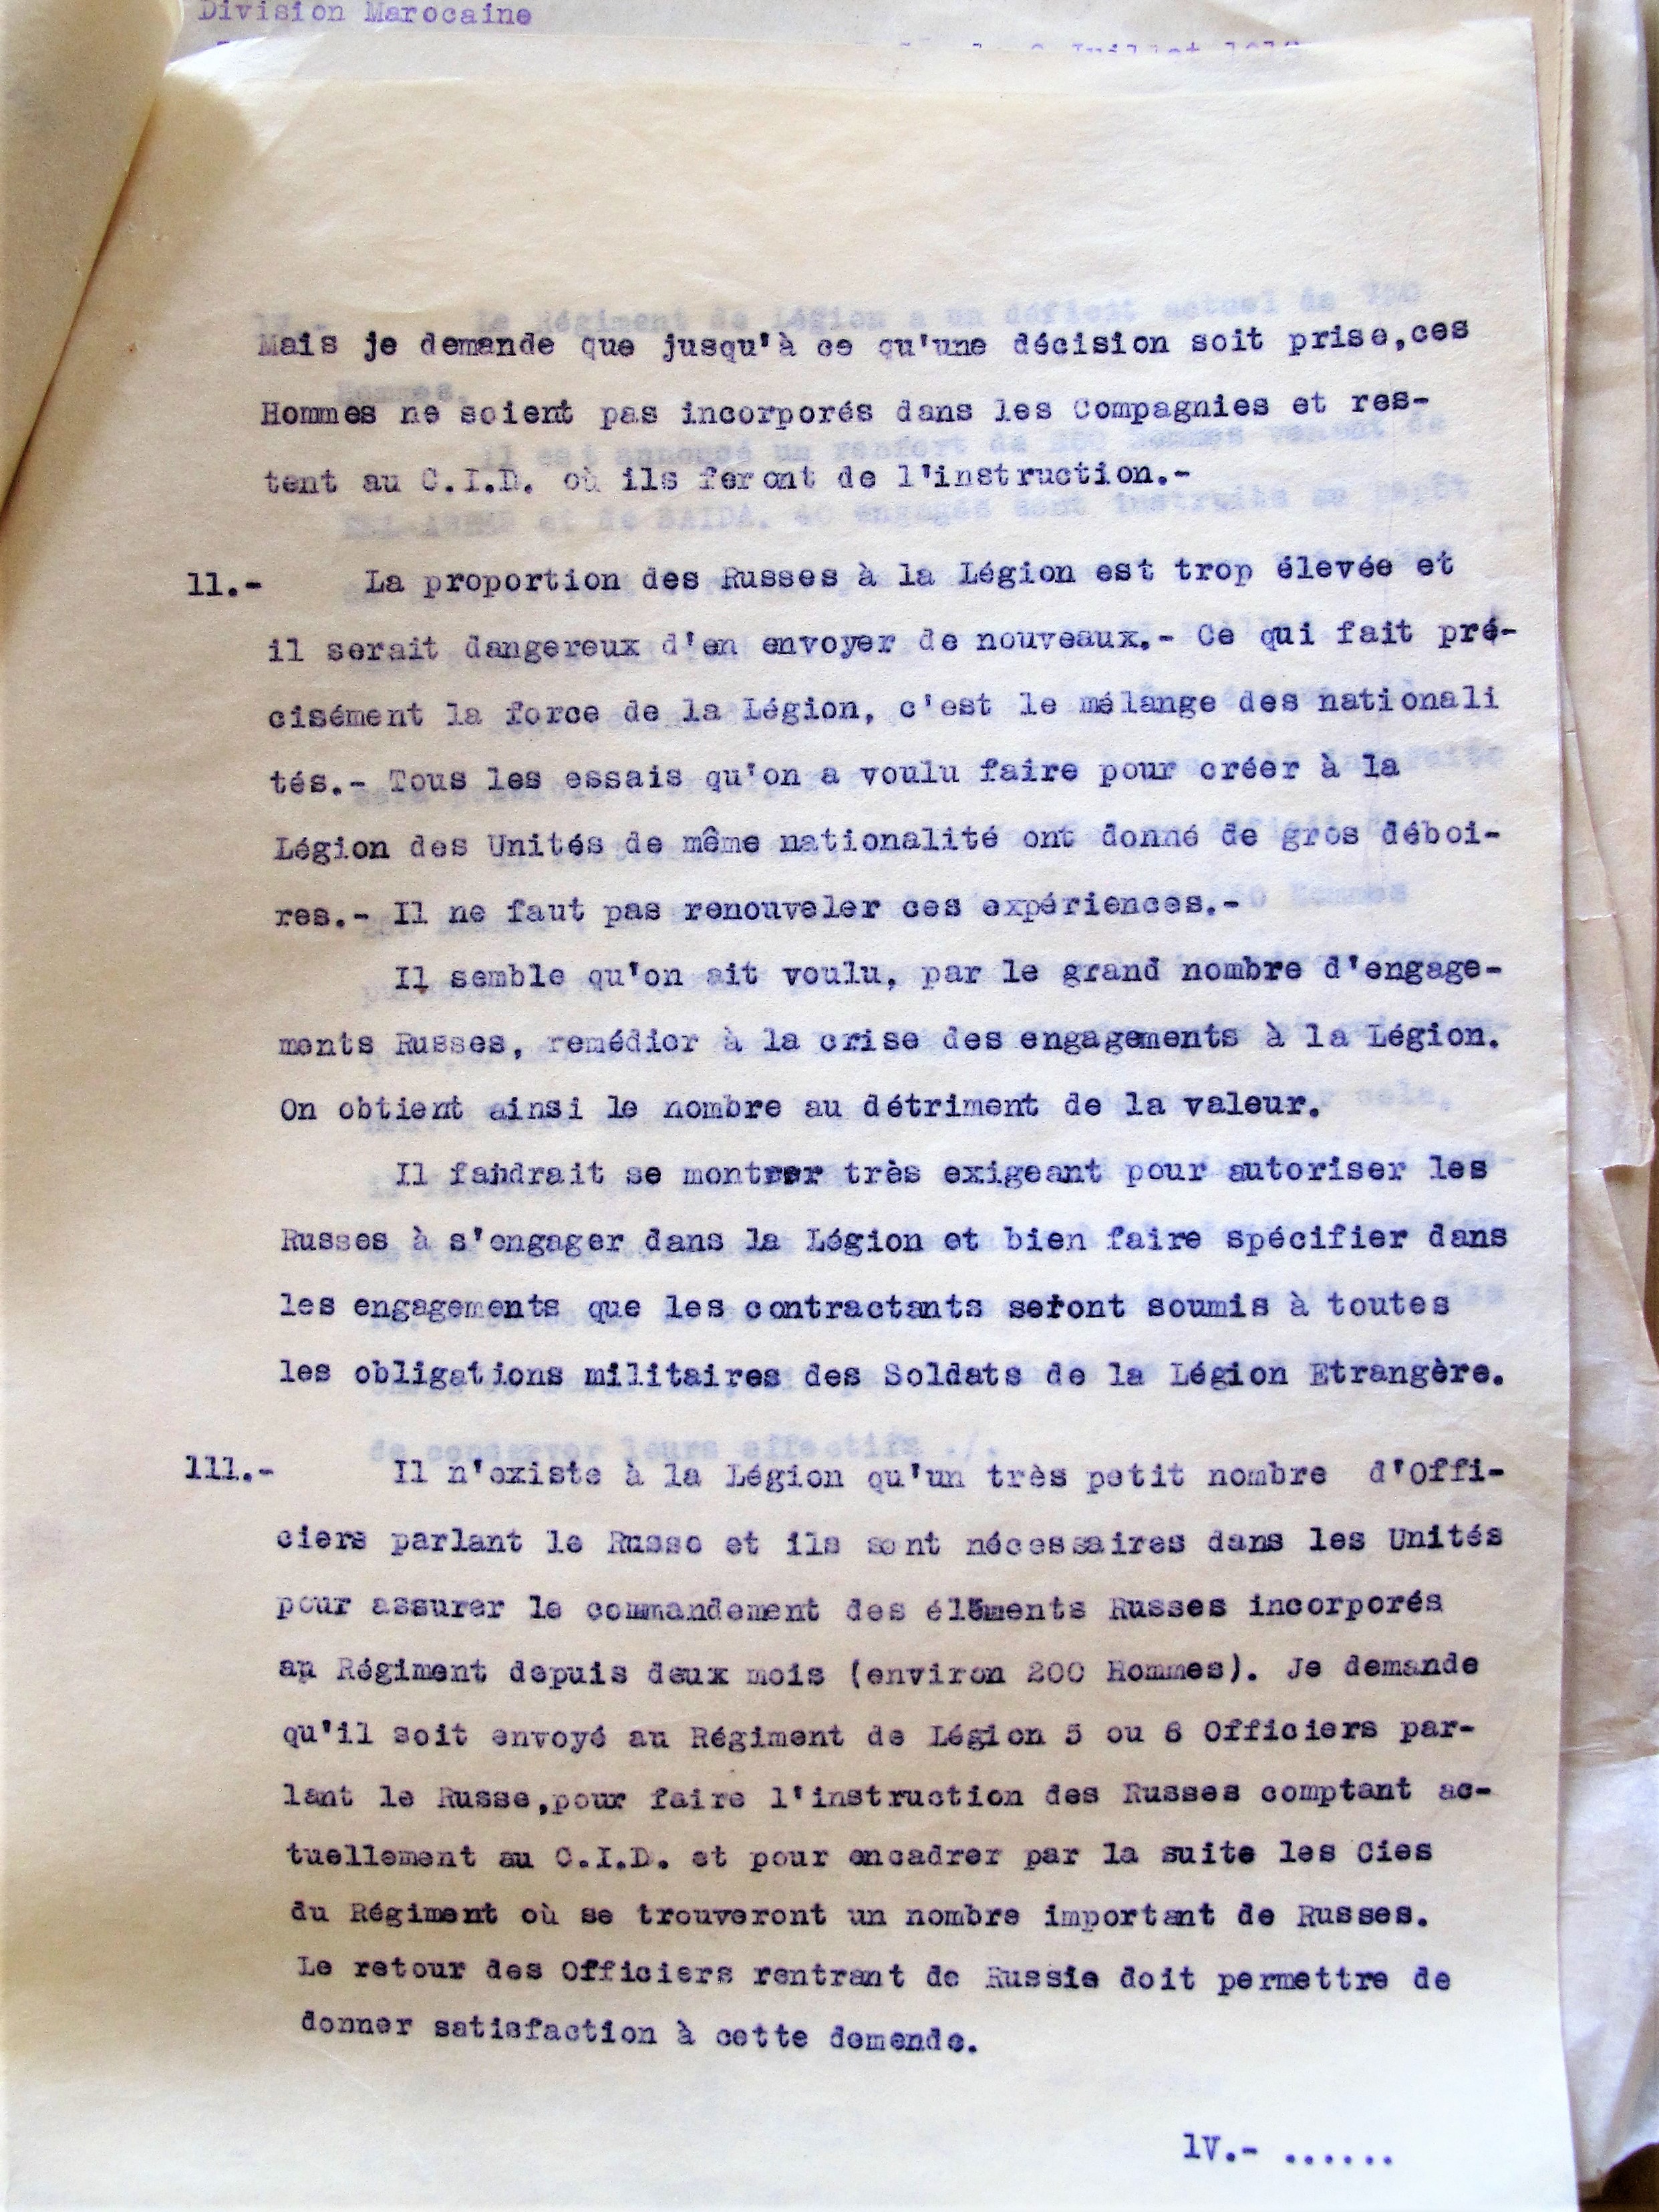 Division Marocaine
Juillet
Mais je demande que jusqu'à ce qu'une décision soit prise,ces
Hommes ne soient pas incorporés dans les Compagnies et res-
tent au C.I.D. où ils feront de l'instruction.-
11.- La proportion des Russes à la Légion est trop élevée et
il serait dangereux d'en envoyer de nouveaux.- Ce qui fait pré-
cisément la force de la Légion, c'est le mélange des nationali
tés.- Tous les essais qu'on a voulu faire pour créer à la
Légion des Unités de même nationalité ont donné de gros déboi-
res.- Il ne faut pas renouveler ces expériences.-
Il semble qu'on ait voulu, par le grand nombre d'engage-
ments Russes, remédier à la crise des engagements à la Légion.
On obtient ainsi le nombre au détriment de la valeur.
Il faudrait se montrer très exigeant pour autoriser les
Russes à s'engager dans la Légion et bien faire spécifier dans
les engagements que les contractants seront soumis à toutes
les obligations militaires des Soldats de la Légion Etrangère.
111.- Il n'existe à la Légion qu'un très petit nombre d'Offi-
ciers parlant le Russe et ils sont nécessaires dans les Unités
pour assurer le commandement des éléments Russes incorporés
au Régiment depuis deux mois (environ 200 Hommes). Je demande
qu'il soit envoyé au Régiment de Légion 5 ou 6 Officiers par-
lant le Russe,pour faire l'instruction des Russes comptant ac-
tuellement au C.I.D. et pour encadrer par la suite les Cies
du Régiment où se trouveront un nombre important de Russes.
Le retour des Officiers rentrant de Russie doit permettre de
donner satisfaction à cette demende.
1V.- ......